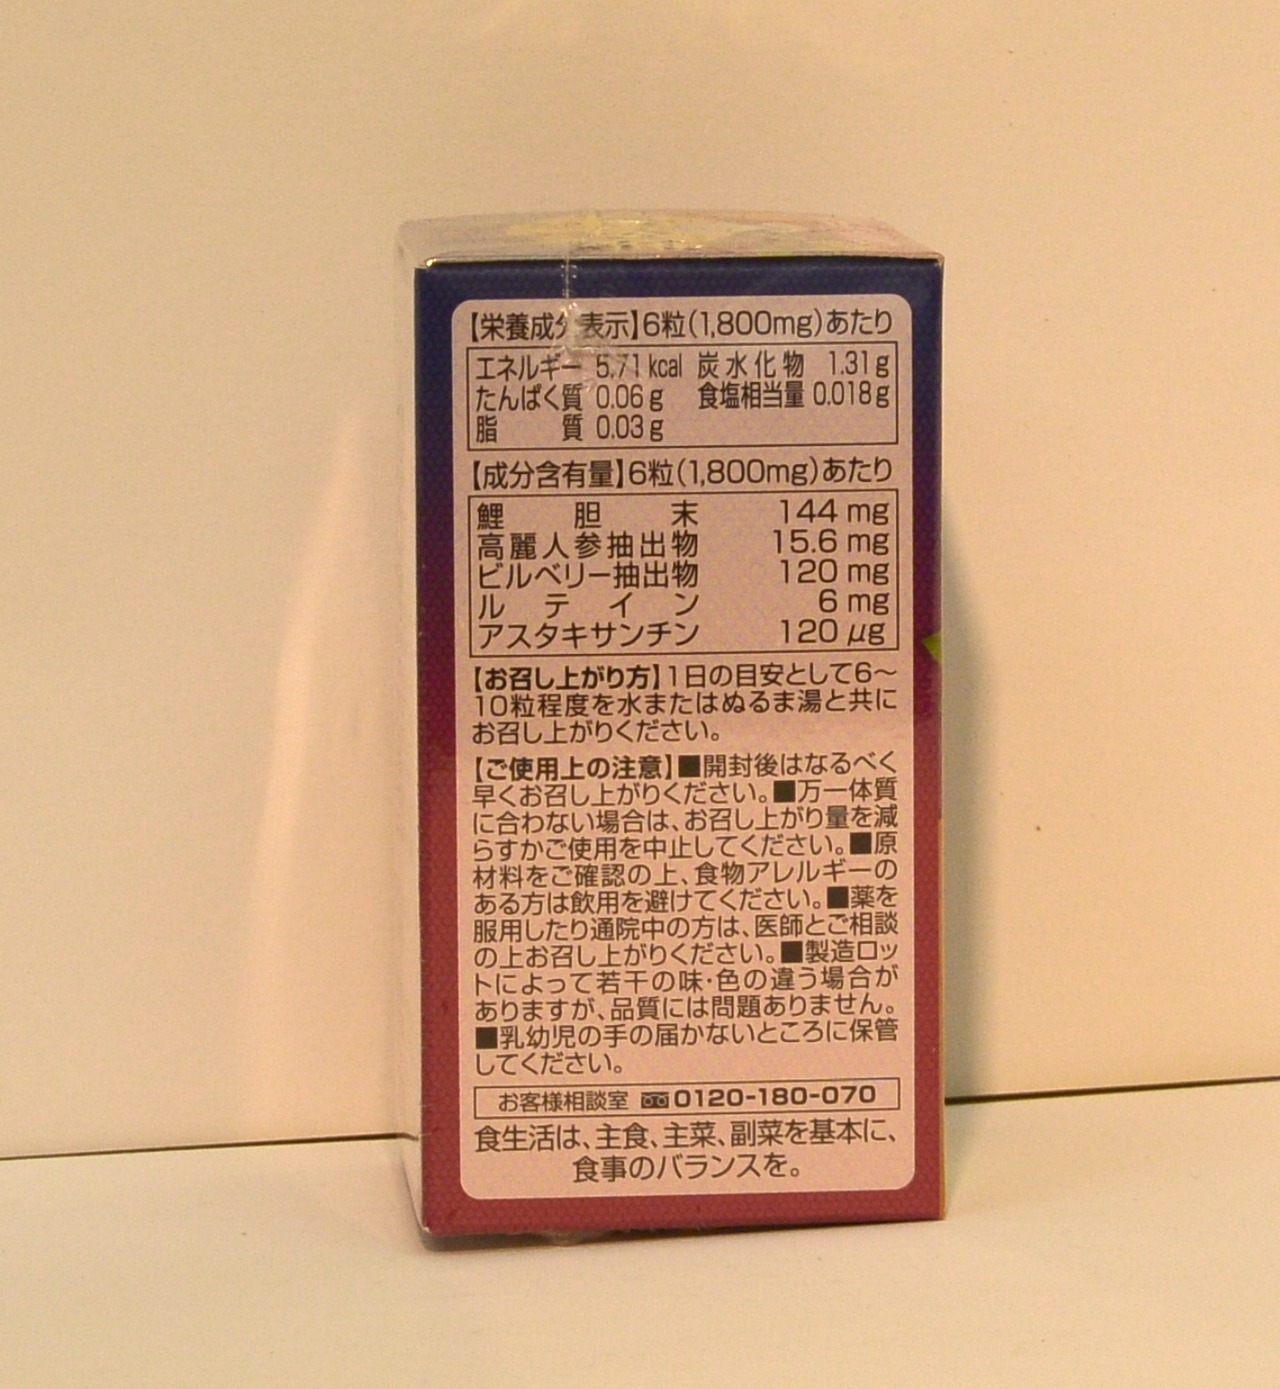 【栄養成分表示】6粒(1,800mg)あたり
エネルギー 5.71kcal 炭水化物 1.31g
たんぱく質 0.06g 食塩相当量 0.018g
脂質 0.03g
【成分含有量】6粒(1,800mg)あたり
鯉胆末 144mg
高麗人参抽出物 15.6mg
ビルベリー抽出物 120mg
ルテイン 6mg
アスタキサンチン 120μg
【お召し上がり方】1日の目安として6〜
10粒程度を水またはぬるま湯と共に
お召し上がりください。
【ご使用上の注意】■開封後はなるべく
早くお召し上がりください。■万一体質
に合わない場合は、お召し上がり量を減
らすかご使用を中止してください。■原
材料をご確認の上、食物アレルギーの
ある方は飲用を避けてください。■薬を
服用したり通院中の方は、医師とご相談
の上お召し上がりください。■製造ロッ
トによって若干の味・色の違う場合が
ありますが、品質には問題ありません。
■乳幼児の手の届かないところに保管
してください。
お客様相談室 0120-180-070
食生活は、主食、主菜、副菜を基本に、
食事のバランスを。